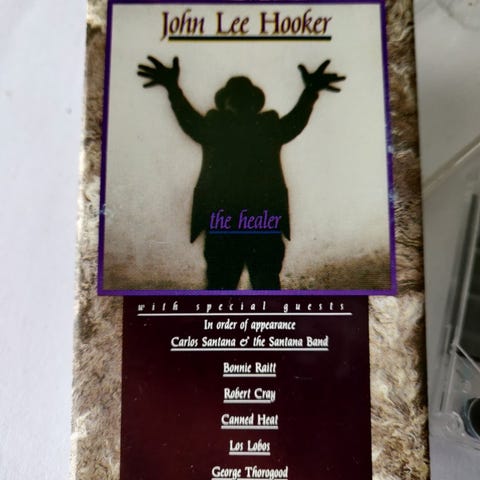 John Lee Hooker
the healer
with special guests
In order of appearance
Carlos Santana & the Santana Band
Bonnie Raitt
Robert Cray
Canned Heat
Los Lobos
George Thorogood